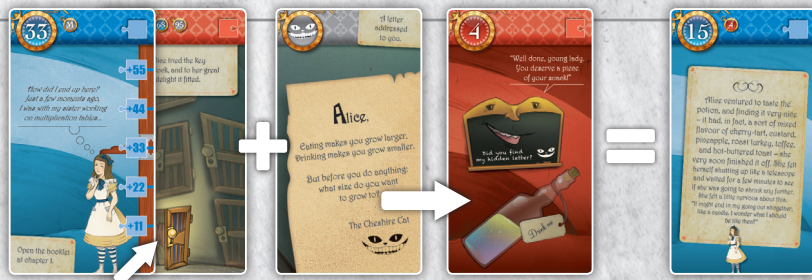 33
M
How did I end up here?
Just a few moments ago,
I was with my sister working
on multiplication tables...
Open the booklet
at chapter 1.
+55
+44
+33
+22
+11
95
tried the key
and to her great
delight it fitted.
+
A letter
addressed
to you.
Alice,
Eating makes you grow larger,
Drinking makes you grow smaller.
But before you do anything:
what size do you want
to grow to?
The Cheshire Cat
4
"Well done, young lady.
You deserve a piece
of your snack!"
Did you find
my hidden letter?
Drink me
=
15
A
Alice ventured to taste the
potion, and finding it very nice
– it had, in fact, a sort of mixed
flavour of cherry-tart, custard,
pineapple, roast turkey, toffee,
and hot-buttered toast – she
very soon finished it off. She felt
herself shutting up like a telescope
and waited for a few minutes to see
if she was going to shrink any further.
She felt a little nervous about this.
"It might end in my going out altogether,
like a candle. I wonder what I should
be like then?"